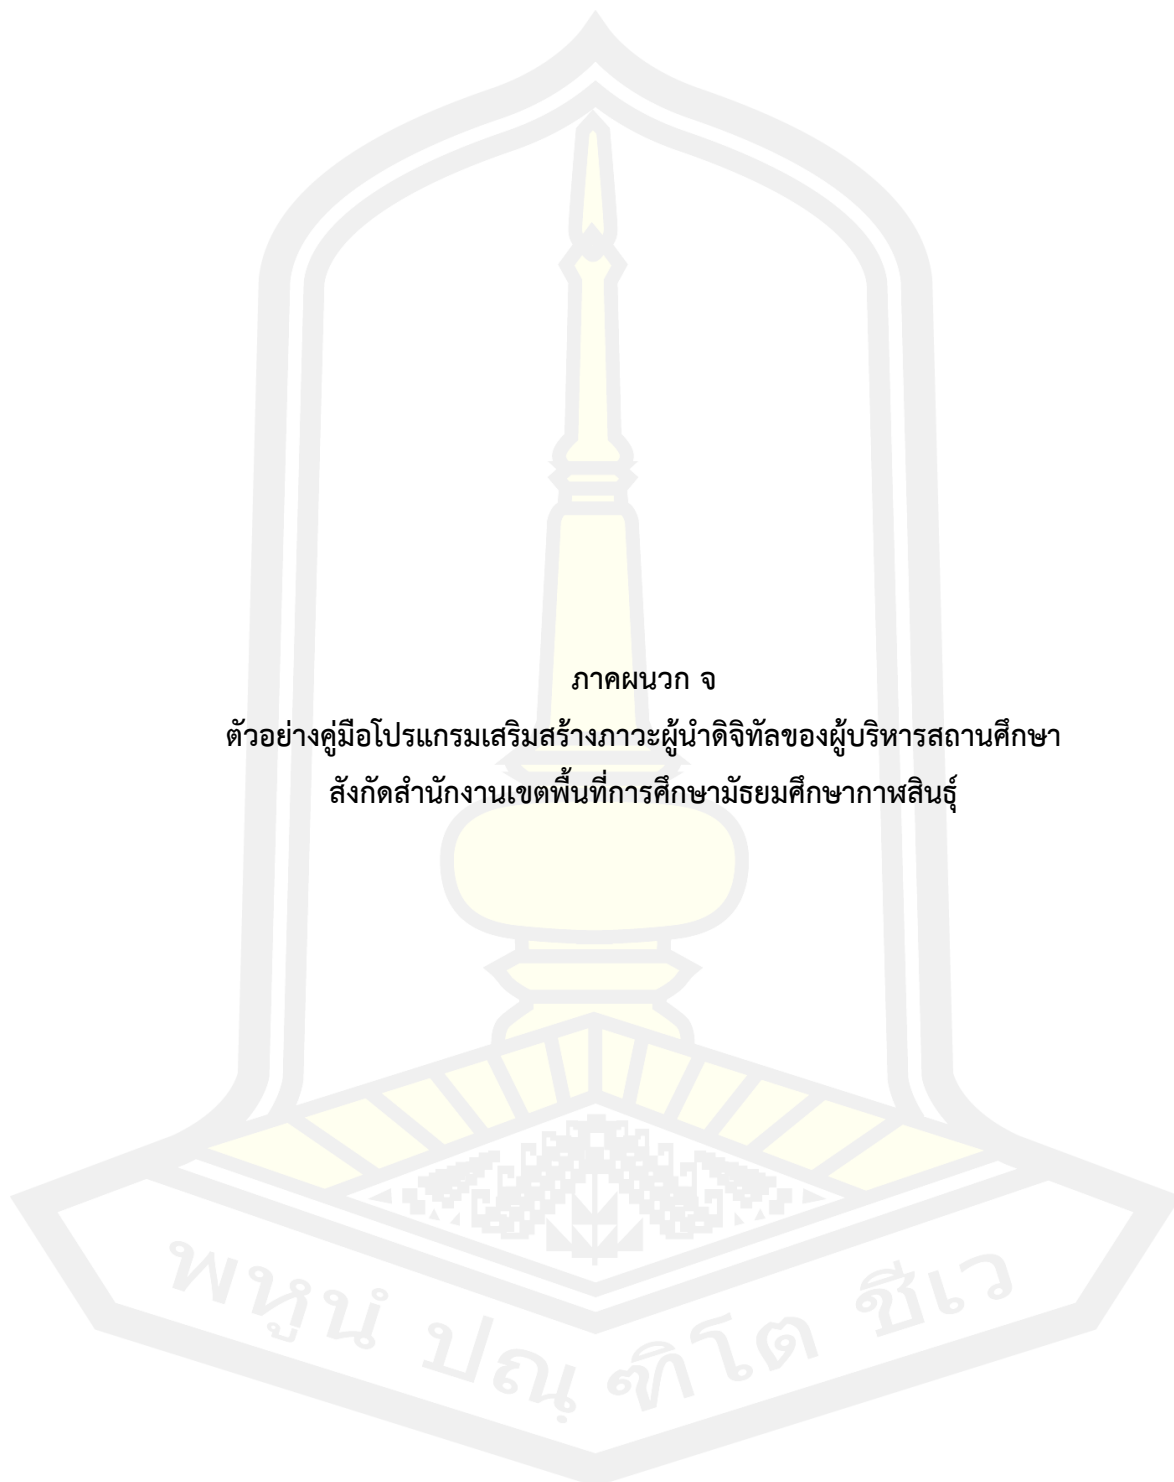 ภาคผนวก จ
ตัวอย่างคู่มือโปรแกรมเสริมสร้างภาวะผู้นำดิจิทัลของผู้บริหารสถานศึกษา
สังกัดสำนักงานเขตพื้นที่การศึกษามัธยมศึกษากาฬสินธุ์
พหูนํ ปณฺฑิโต ชีเว